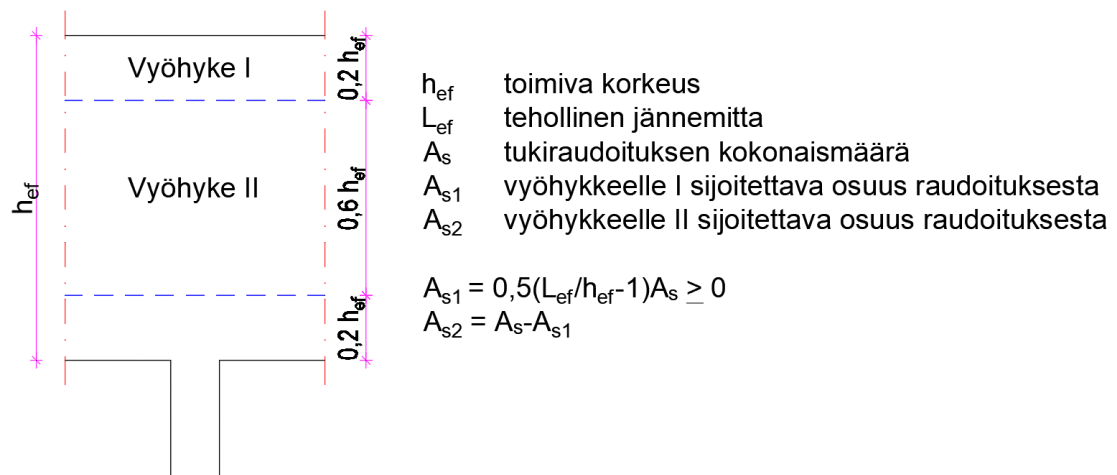 Vyöhyke I
0,2 hef
Vyöhyke II
hef
0,6 hef
0,2 hef
hef toimiva korkeus
Lef tehollinen jännemitta
As tukiraudoituksen kokonaismäärä
As1 vyöhykkeelle I sijoitettava osuus raudoituksesta
As2 vyöhykkeelle II sijoitettava osuus raudoituksesta
As1 = 0,5(Lef/hef-1)As ≥ 0
As2 = As-As1